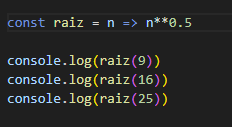 const raiz = n => n**0.5
console.log(raiz(9))
console.log(raiz(16))
console.log(raiz(25))